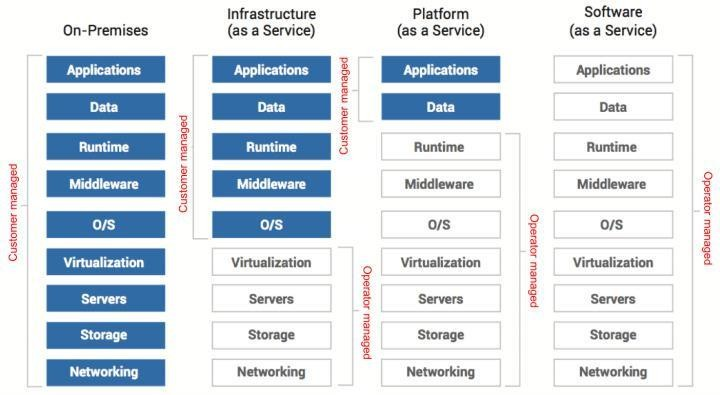 On-Premises
Infrastructure
(as a Service)
Platform
(as a Service)
Software
(as a Service)
Customer managed
Applications
Data
Runtime
Middleware
O/S
Virtualization
Servers
Storage
Networking
Customer managed
Applications
Data
Runtime
Middleware
O/S
Virtualization
Servers
Storage
Networking
Operator managed
Customer managed
Applications
Data
Runtime
Middleware
O/S
Virtualization
Servers
Storage
Networking
Operator managed
Applications
Data
Runtime
Middleware
O/S
Virtualization
Servers
Storage
Networking
Operator managed